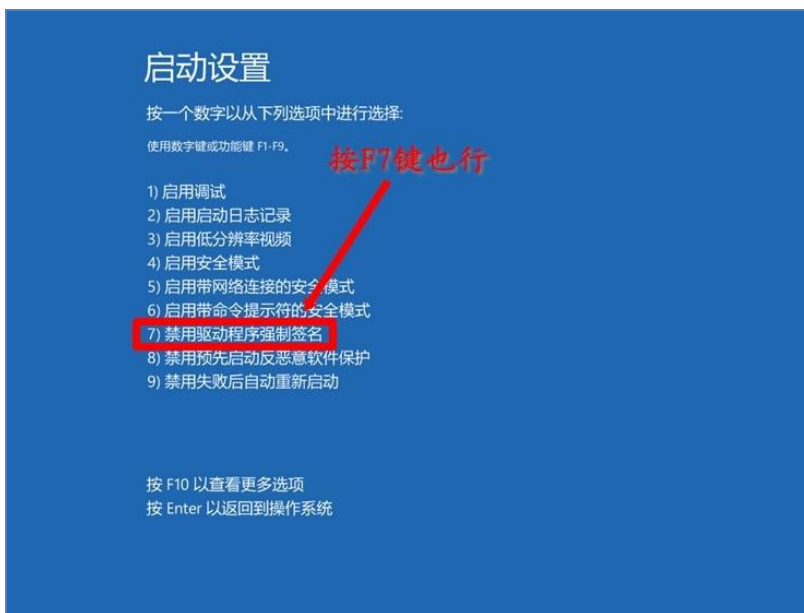 启动设置
按一个数字以从下列选项中进行选择:
使用数字键或功能键 F1-F9。
按F7键也行
1) 启用调试
2) 启用启动日志记录
3) 启用低分辨率视频
4) 启用安全模式
5) 启用带网络连接的安全模式
6) 启用带命令提示符的安全模式
7) 禁用驱动程序强制签名
8) 禁用预先启动反恶意软件保护
9) 禁用失败后自动重新启动
按 F10 以查看更多选项
按 Enter 以返回到操作系统